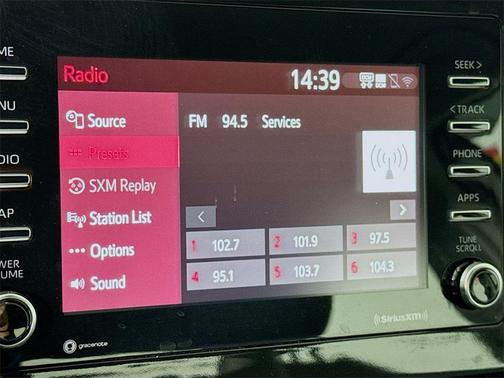 ME
SEEK >
Radio
14:39
DCM
NU
Source
FM 94.5 Services
< TRACK
Presets
DIO
SXM Replay
PHONE
Station List
<
>
AP
APPS
1 102.7
2 101.9
3 97.5
Options
TUNE
SCROLL
4 95.1
5 103.7
6 104.3
WER
LUME
Sound
((SiriusXM))
gracenote